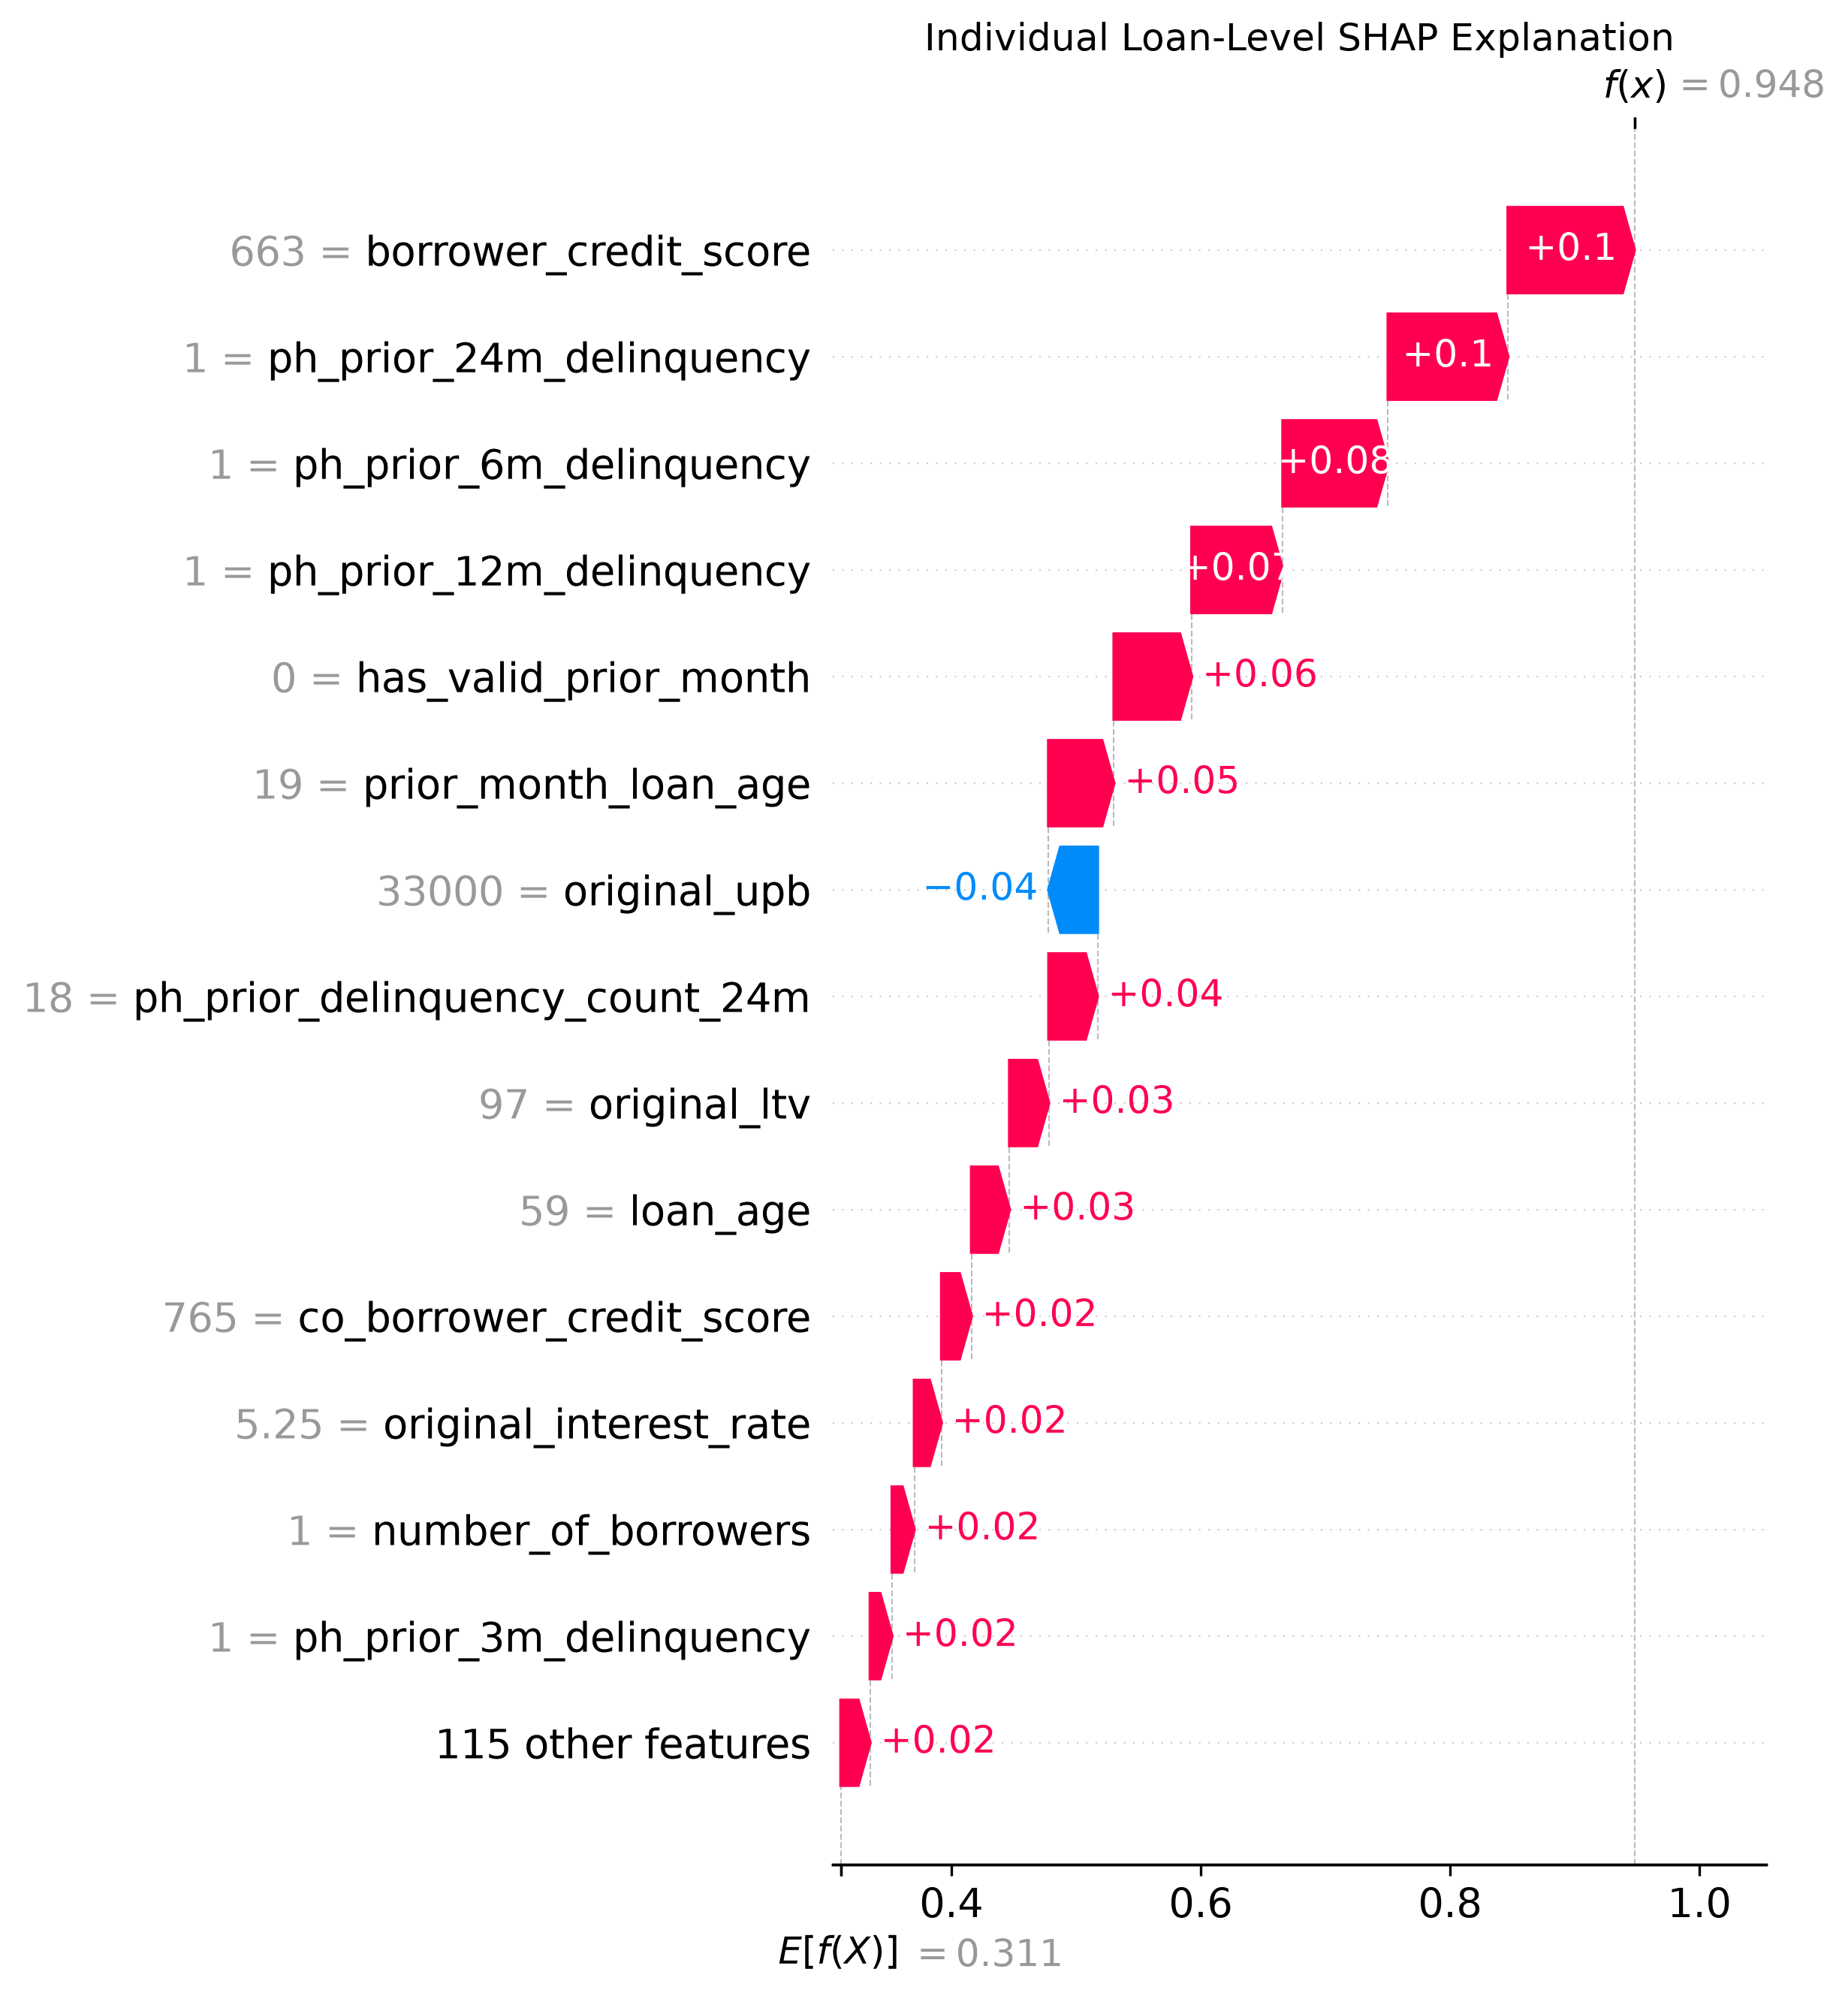 Individual Loan-Level SHAP Explanation
f(x) = 0.948
663 = borrower_credit_score +0.1
1 = ph_prior_24m_delinquency +0.1
1 = ph_prior_6m_delinquency +0.08
1 = ph_prior_12m_delinquency +0.07
0 = has_valid_prior_month +0.06
19 = prior_month_loan_age +0.05
33000 = original_upb −0.04
18 = ph_prior_delinquency_count_24m +0.04
97 = original_ltv +0.03
59 = loan_age +0.03
765 = co_borrower_credit_score +0.02
5.25 = original_interest_rate +0.02
1 = number_of_borrowers +0.02
1 = ph_prior_3m_delinquency +0.02
115 other features +0.02
0.4 0.6 0.8 1.0
E[f(X)] = 0.311